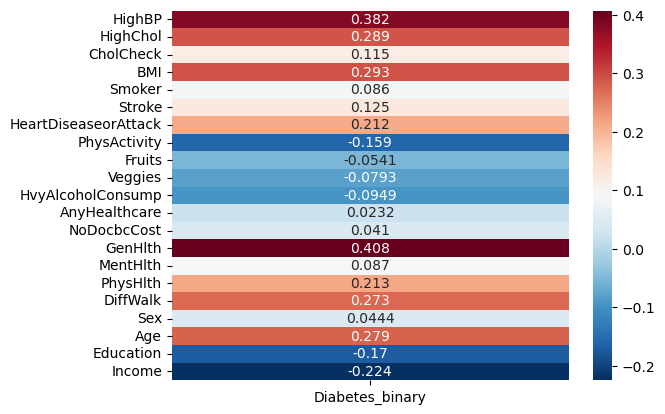 HighBP 0.382
HighChol 0.289
CholCheck 0.115
BMI 0.293
Smoker 0.086
Stroke 0.125
HeartDiseaseorAttack 0.212
PhysActivity -0.159
Fruits -0.0541
Veggies -0.0793
HvyAlcoholConsump -0.0949
AnyHealthcare 0.0232
NoDocbcCost 0.041
GenHlth 0.408
MentHlth 0.087
PhysHlth 0.213
DiffWalk 0.273
Sex 0.0444
Age 0.279
Education -0.17
Income -0.224
Diabetes_binary
0.4
0.3
0.2
0.1
0.0
−0.1
−0.2